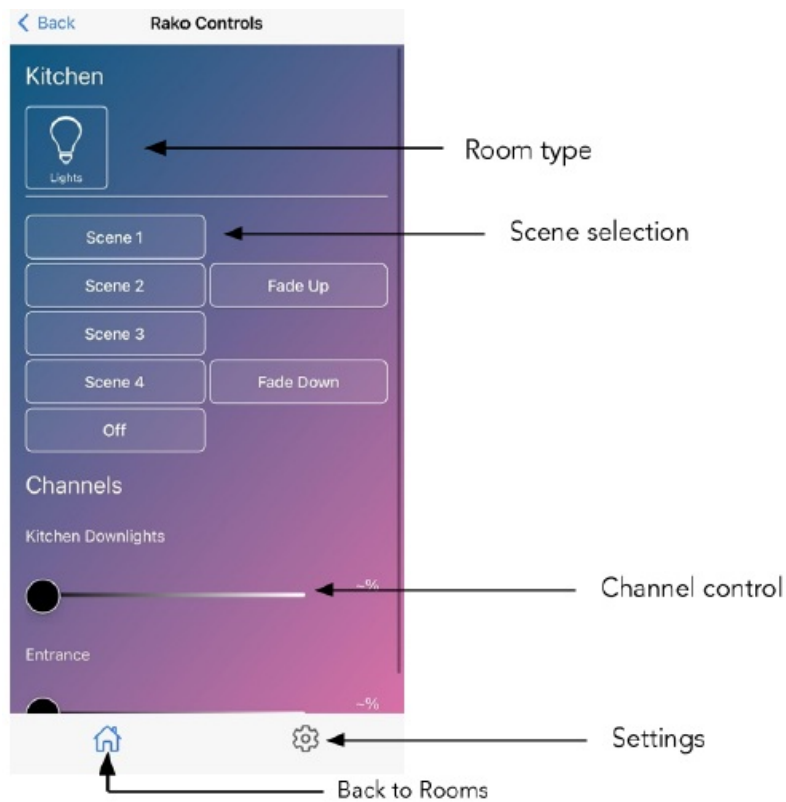 Back Rako Controls
Kitchen
Lights
Room type
Scene 1
Scene selection
Scene 2 Fade Up
Scene 3
Scene 4 Fade Down
Off
Channels
Kitchen Downlights
~%
Channel control
Entrance
~%
Settings
Back to Rooms